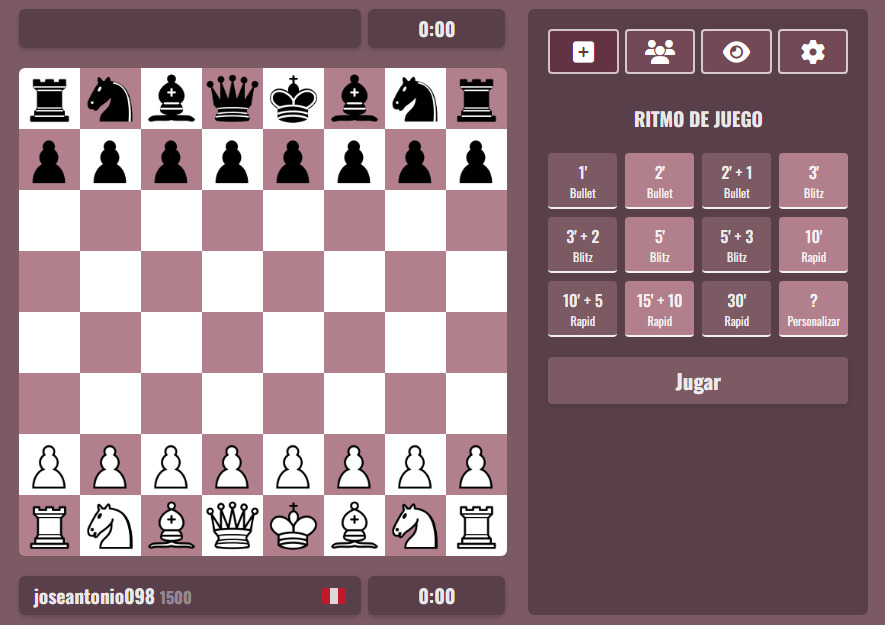 0:00
RITMO DE JUEGO
1'
Bullet
2'
Bullet
2' + 1
Bullet
3'
Blitz
3' + 2
Blitz
5'
Blitz
5' + 3
Blitz
10'
Rapid
10' + 5
Rapid
15' + 10
Rapid
30'
Rapid
?
Personalizar
Jugar
joseantonio098 1500
0:00